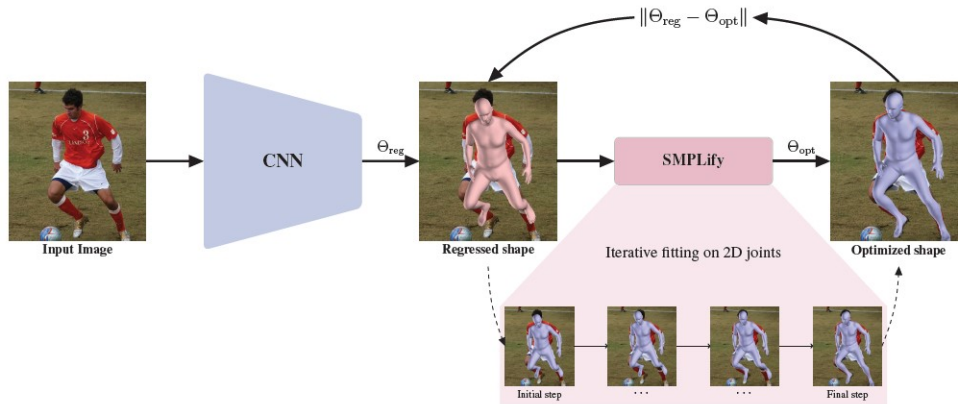 ∥Θreg − Θopt∥
CNN
Θreg
SMPLify
Θopt
3
Input Image
Regressed shape
Optimized shape
Iterative fitting on 2D joints
Initial step
...
...
Final step